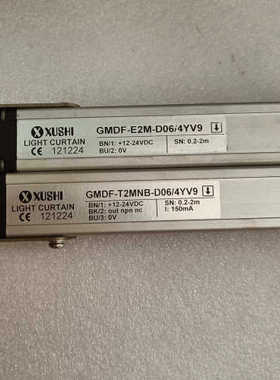 XUSHI
LIGHT CURTAIN
CE 121224
GMDF-E2M-D06/4YV9
BN/1: +12-24VDC
BU/2: 0V
SN: 0.2-2m
XUSHI
LIGHT CURTAIN
CE 121224
GMDF-T2MNB-D06/4YV9
BN/1: +12-24VDC
BK/2: out npn nc
BU/3: 0V
SN: 0.2-2m
I: 150mA